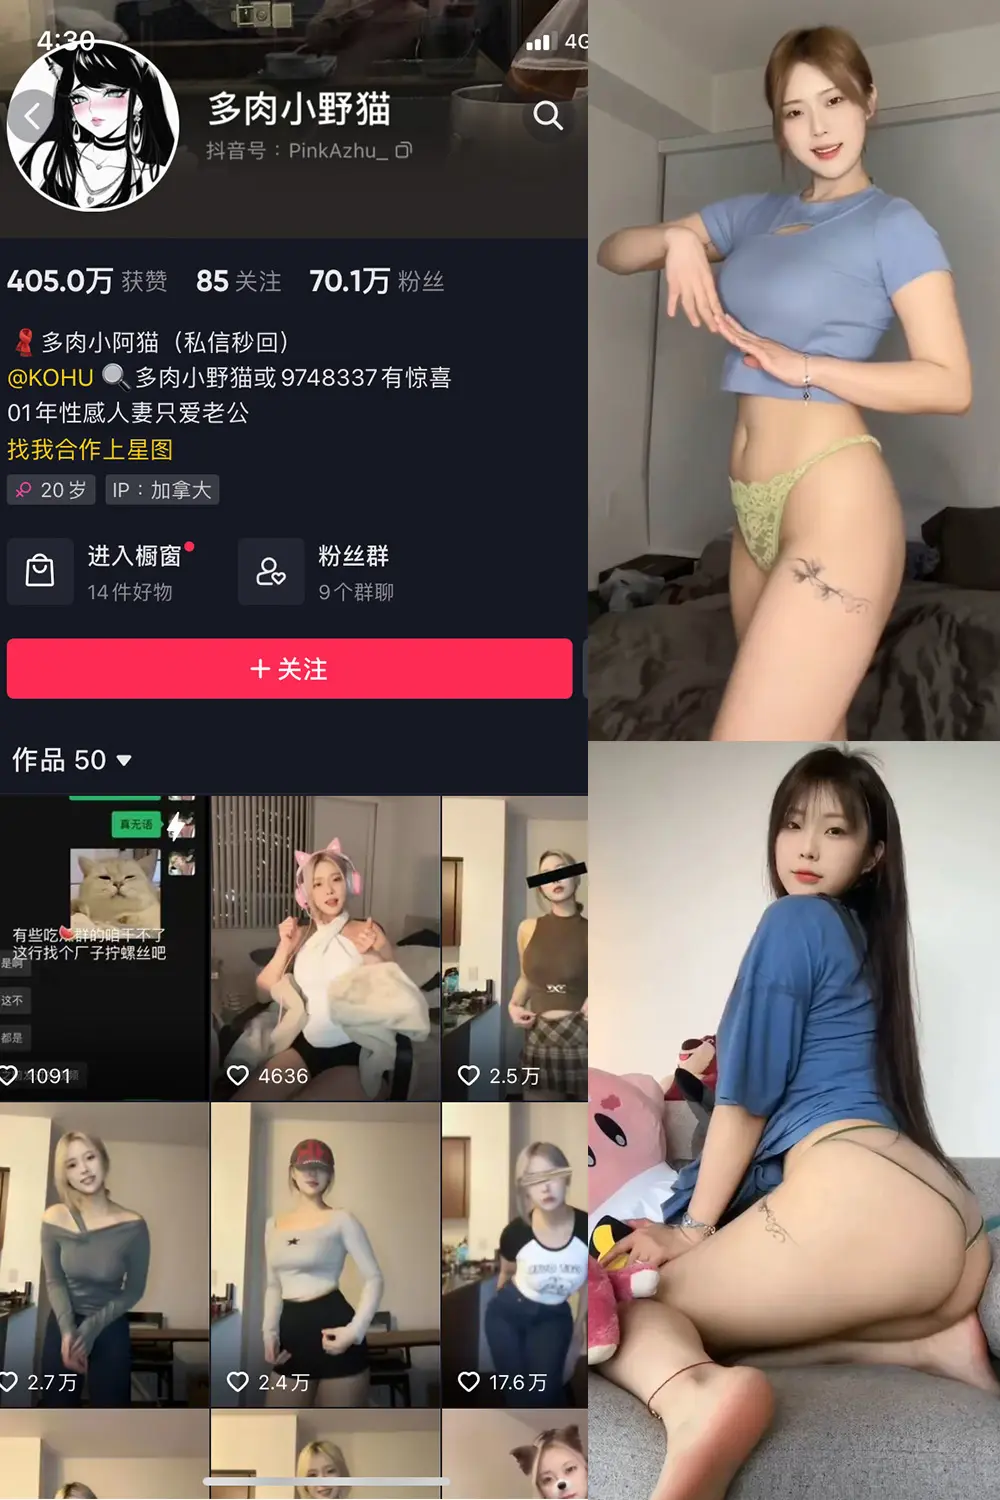 4:30
4G
多肉小野猫
抖音号：PinkAzhu_
405.0万 获赞 85 关注 70.1万 粉丝
多肉小阿猫（私信秒回）
@KOHU 多肉小野猫或9748337有惊喜
01年性感人妻只爱老公
找我合作上星图
20岁 IP：加拿大
进入橱窗
14件好物
粉丝群
9个群聊
+ 关注
作品 50
真无语
有些吃🍉群的咱干不了
这行找个厂子拧螺丝吧
是啊
这不
都是
1091
4636
2.5万
2.7万
2.4万
17.6万